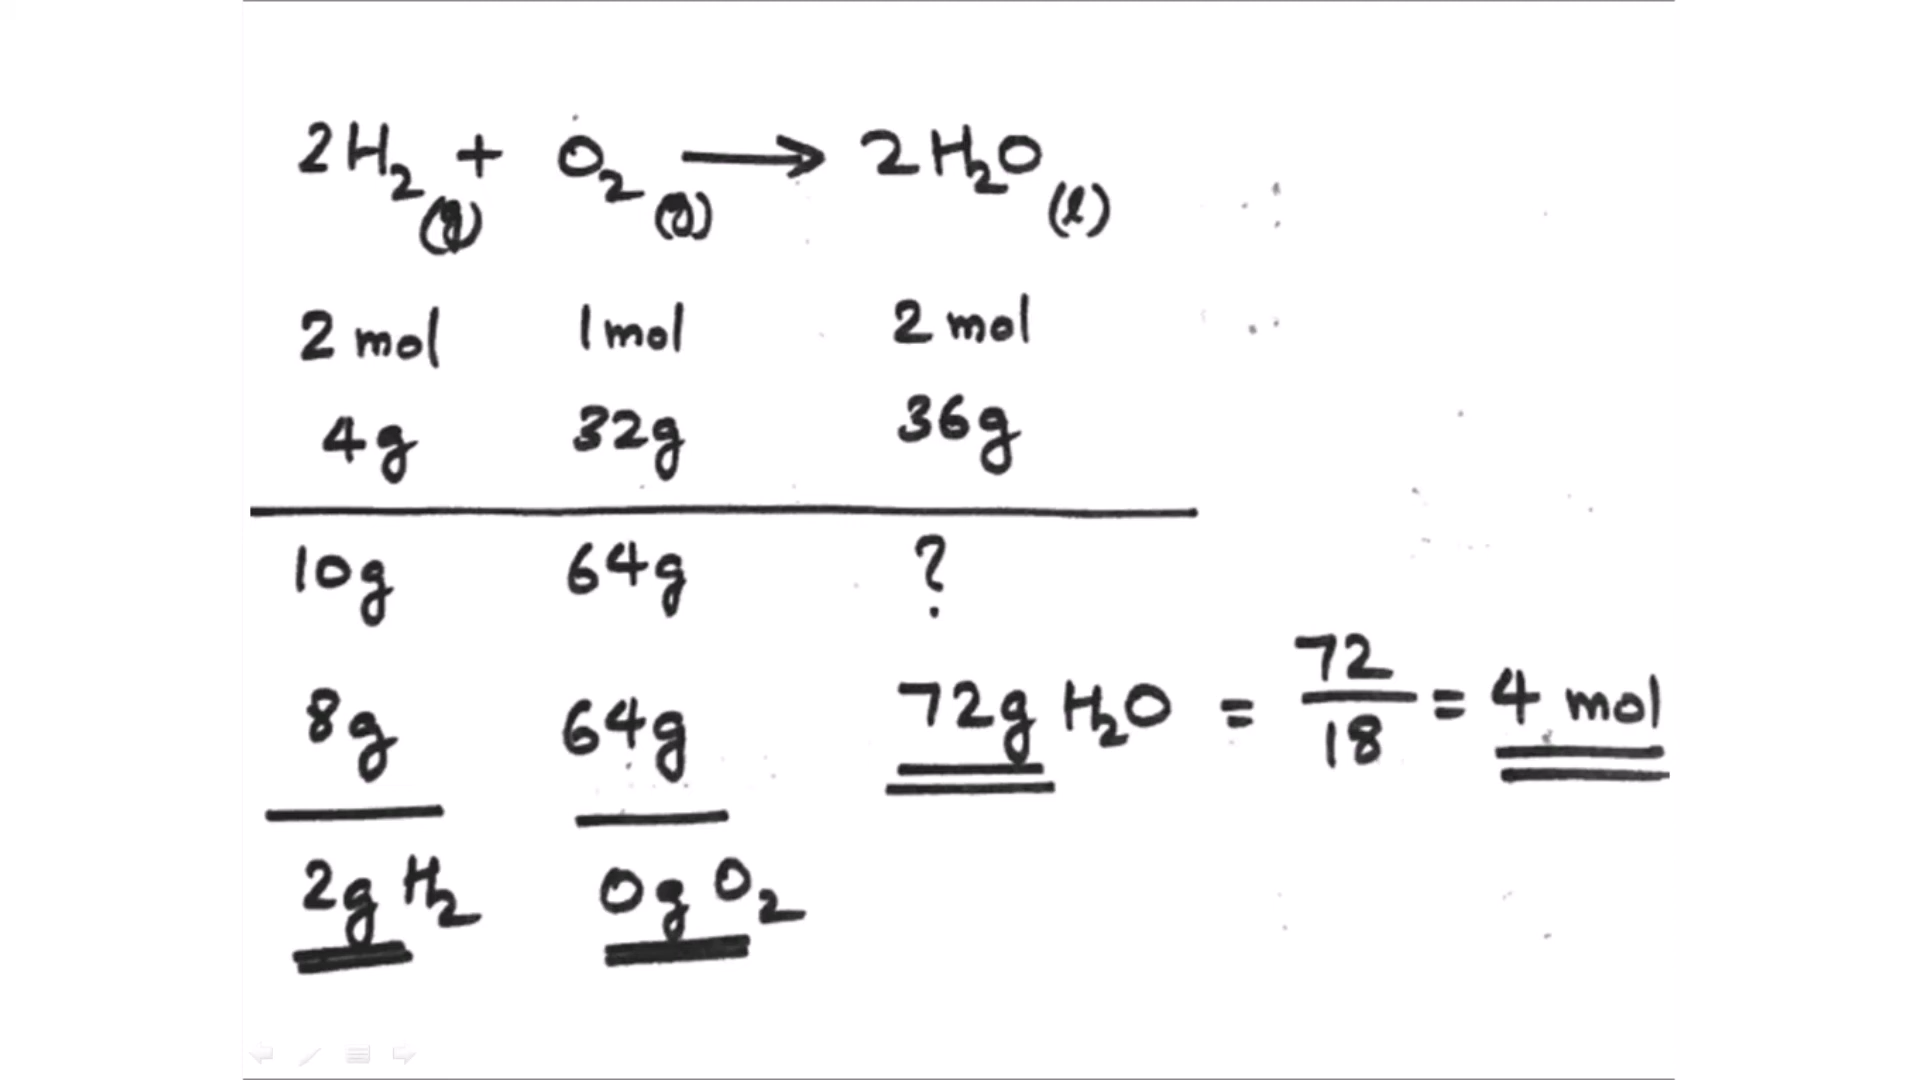 2H₂(g) + O₂(g) ⟶ 2H₂O(l)
2 mol 1 mol 2 mol
4g 32g 36g
10g 64g ?
8g 64g 72g H₂O = 72/18 = 4 mol
2g H₂ 0g O₂